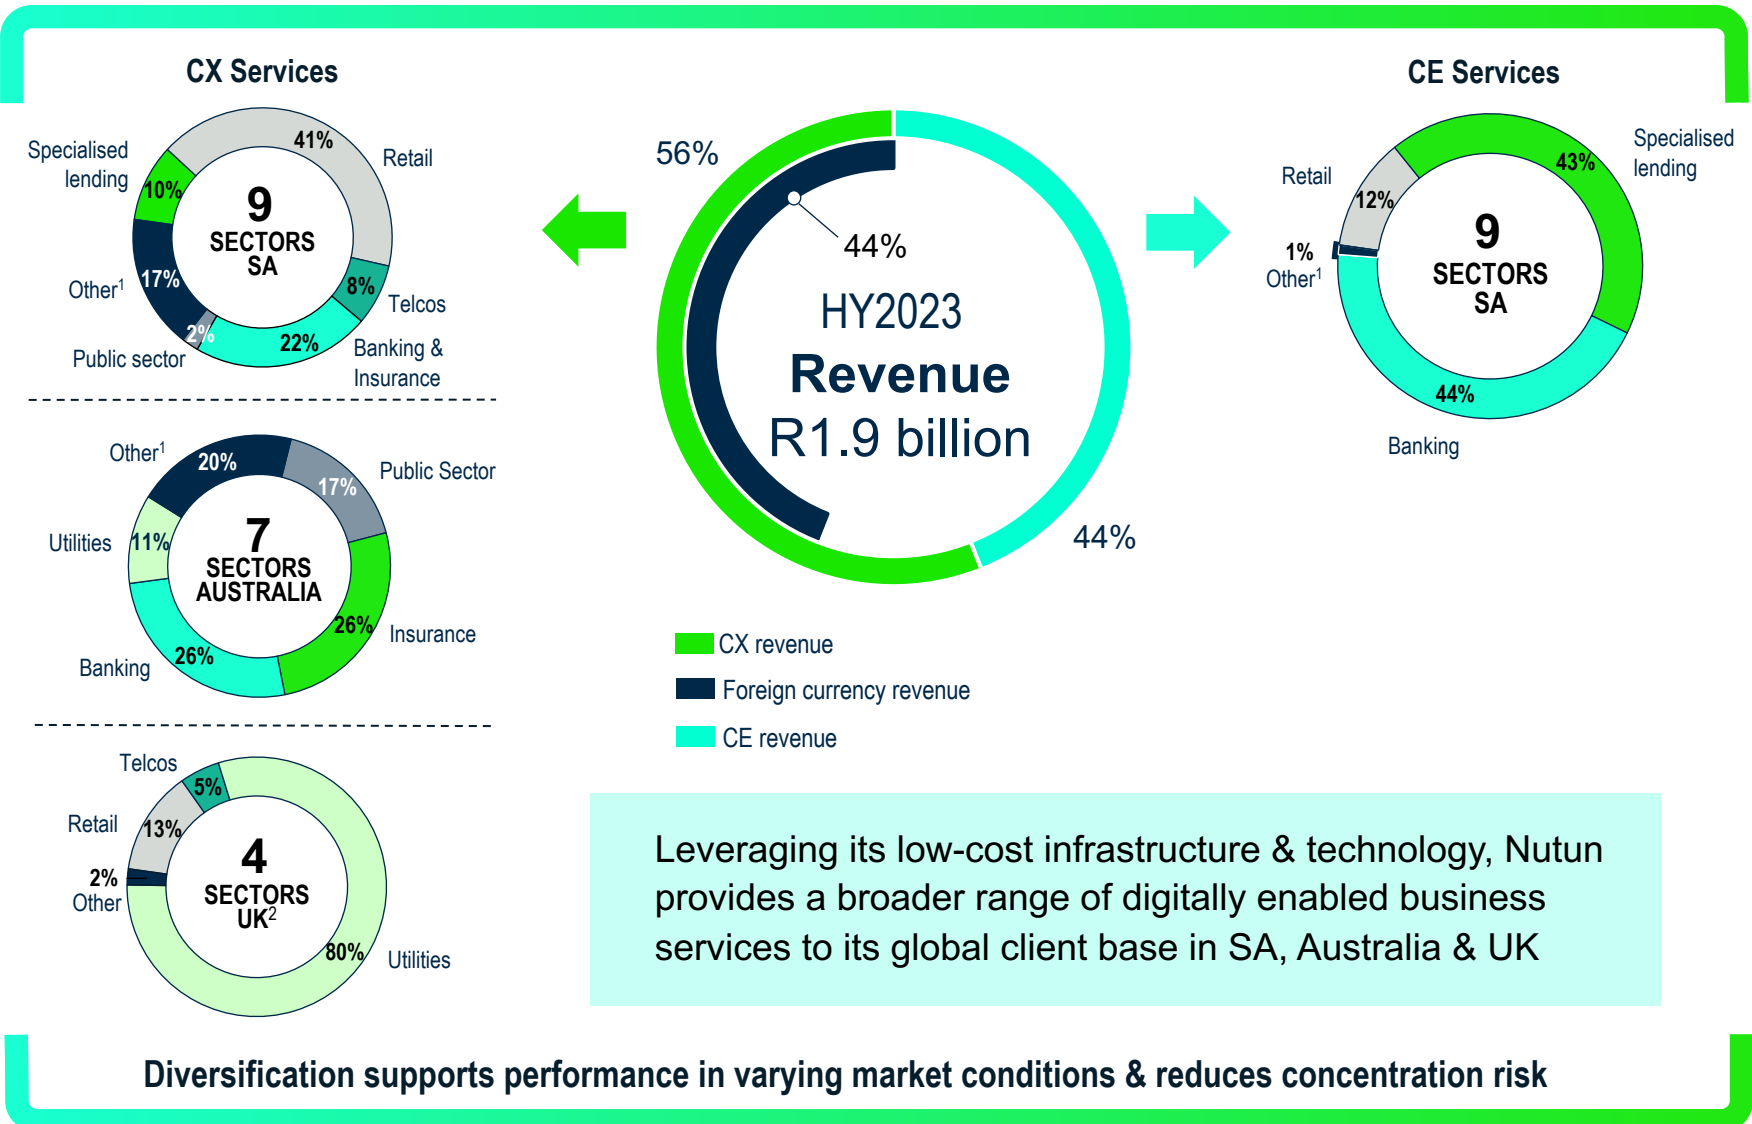 CX Services
Specialised
lending
10%
41%
Retail
9
SECTORS
SA
Other¹
17%
8%
Telcos
2%
Public sector
22%
Banking &
Insurance
Other¹
20%
17%
Public Sector
7
SECTORS
AUSTRALIA
Utilities
11%
26%
Insurance
Banking
26%
Telcos
5%
Retail
13%
4
SECTORS
UK²
2%
Other
80%
Utilities
56%
44%
HY2023
Revenue
R1.9 billion
44%
CX revenue
Foreign currency revenue
CE revenue
CE Services
Specialised
lending
43%
Retail
12%
9
SECTORS
SA
1%
Other¹
44%
Banking
Leveraging its low-cost infrastructure & technology, Nutun
provides a broader range of digitally enabled business
services to its global client base in SA, Australia & UK
Diversification supports performance in varying market conditions & reduces concentration risk